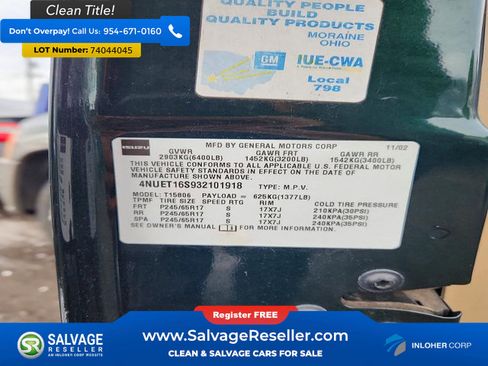 Clean Title!
Don't Overpay! Call Us: 954-671-0160
LOT Number: 74044045
QUALITY PEOPLE
BUILD
QUALITY PRODUCTS
MORAINE
OHIO
GM
IUE-CWA
Local
798
ISUZU
MFD BY GENERAL MOTORS CORP
11/02
GVWR GAWR FRT GAWR RR
2903KG(6400LB) 1452KG(3200LB) 1542KG(3400LB)
THIS VEHICLE CONFORMS TO ALL APPLICABLE U.S. FEDERAL MOTOR
VEHICLE SAFETY STANDARDS IN EFFECT ON THE DATE OF
MANUFACTURE SHOWN ABOVE.
4NUET16S932101918 TYPE: M.P.V.
MODEL: T15806 PAYLOAD = 625KG(1377LB)
TPMF TIRE SIZE SPEED RTG RIM COLD TIRE PRESSURE
FRT P245/65R17 S 17X7J 210KPA(30PSI)
RR P245/65R17 S 17X7J 240KPA(35PSI)
SPA P245/65R17 S 17X7J 240KPA(35PSI)
SEE OWNER'S MANUAL FOR MORE INFORMATION.
Register FREE!
SR
SALVAGE
RESELLER
AN INLOHER CORP WEBSITE
www.SalvageReseller.com
CLEAN & SALVAGE CARS FOR SALE
INLOHER CORP